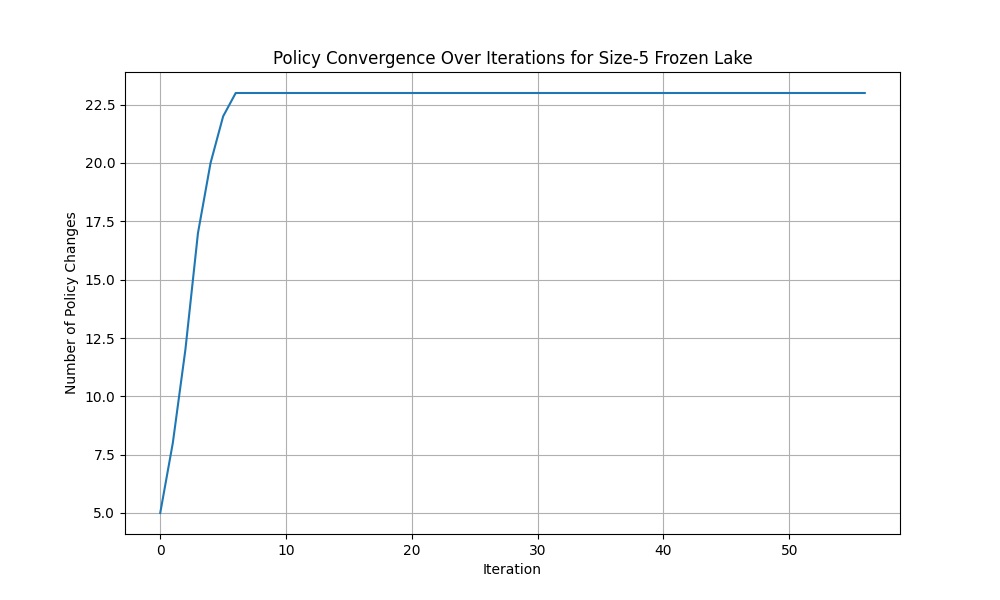 Policy Convergence Over Iterations for Size-5 Frozen Lake
Number of Policy Changes
22.5
20.0
17.5
15.0
12.5
10.0
7.5
5.0
0 10 20 30 40 50
Iteration